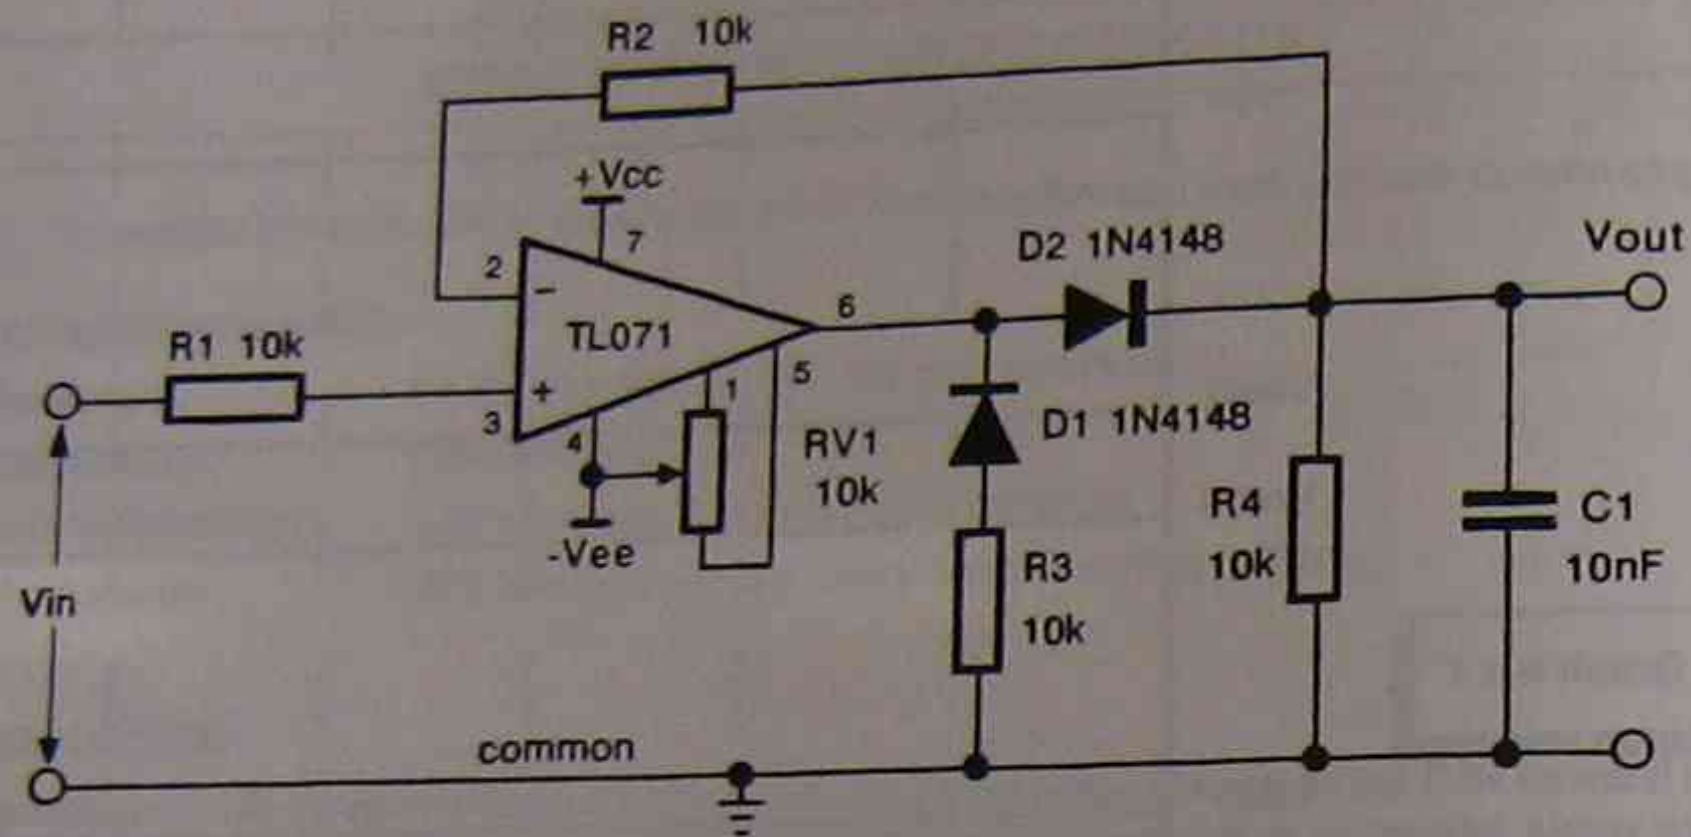 R2 10k
+Vcc
7
2
D2 1N4148
Vout
−
6
TL071
R1 10k
1
5
+
3
4
D1 1N4148
RV1
10k
R4
10k
C1
10nF
-Vee
R3
10k
Vin
common